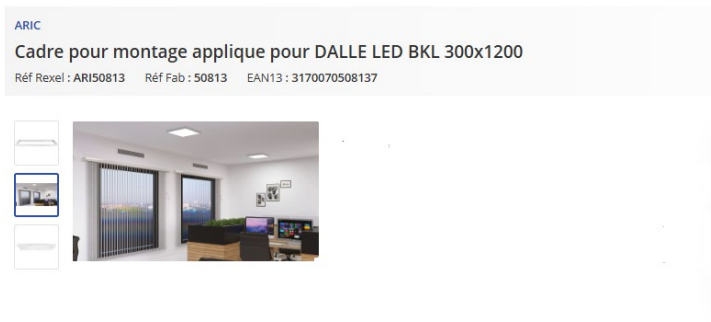 ARIC
Cadre pour montage applique pour DALLE LED BKL 300x1200
Réf Rexel : ARI50813 Réf Fab : 50813 EAN13 : 3170070508137